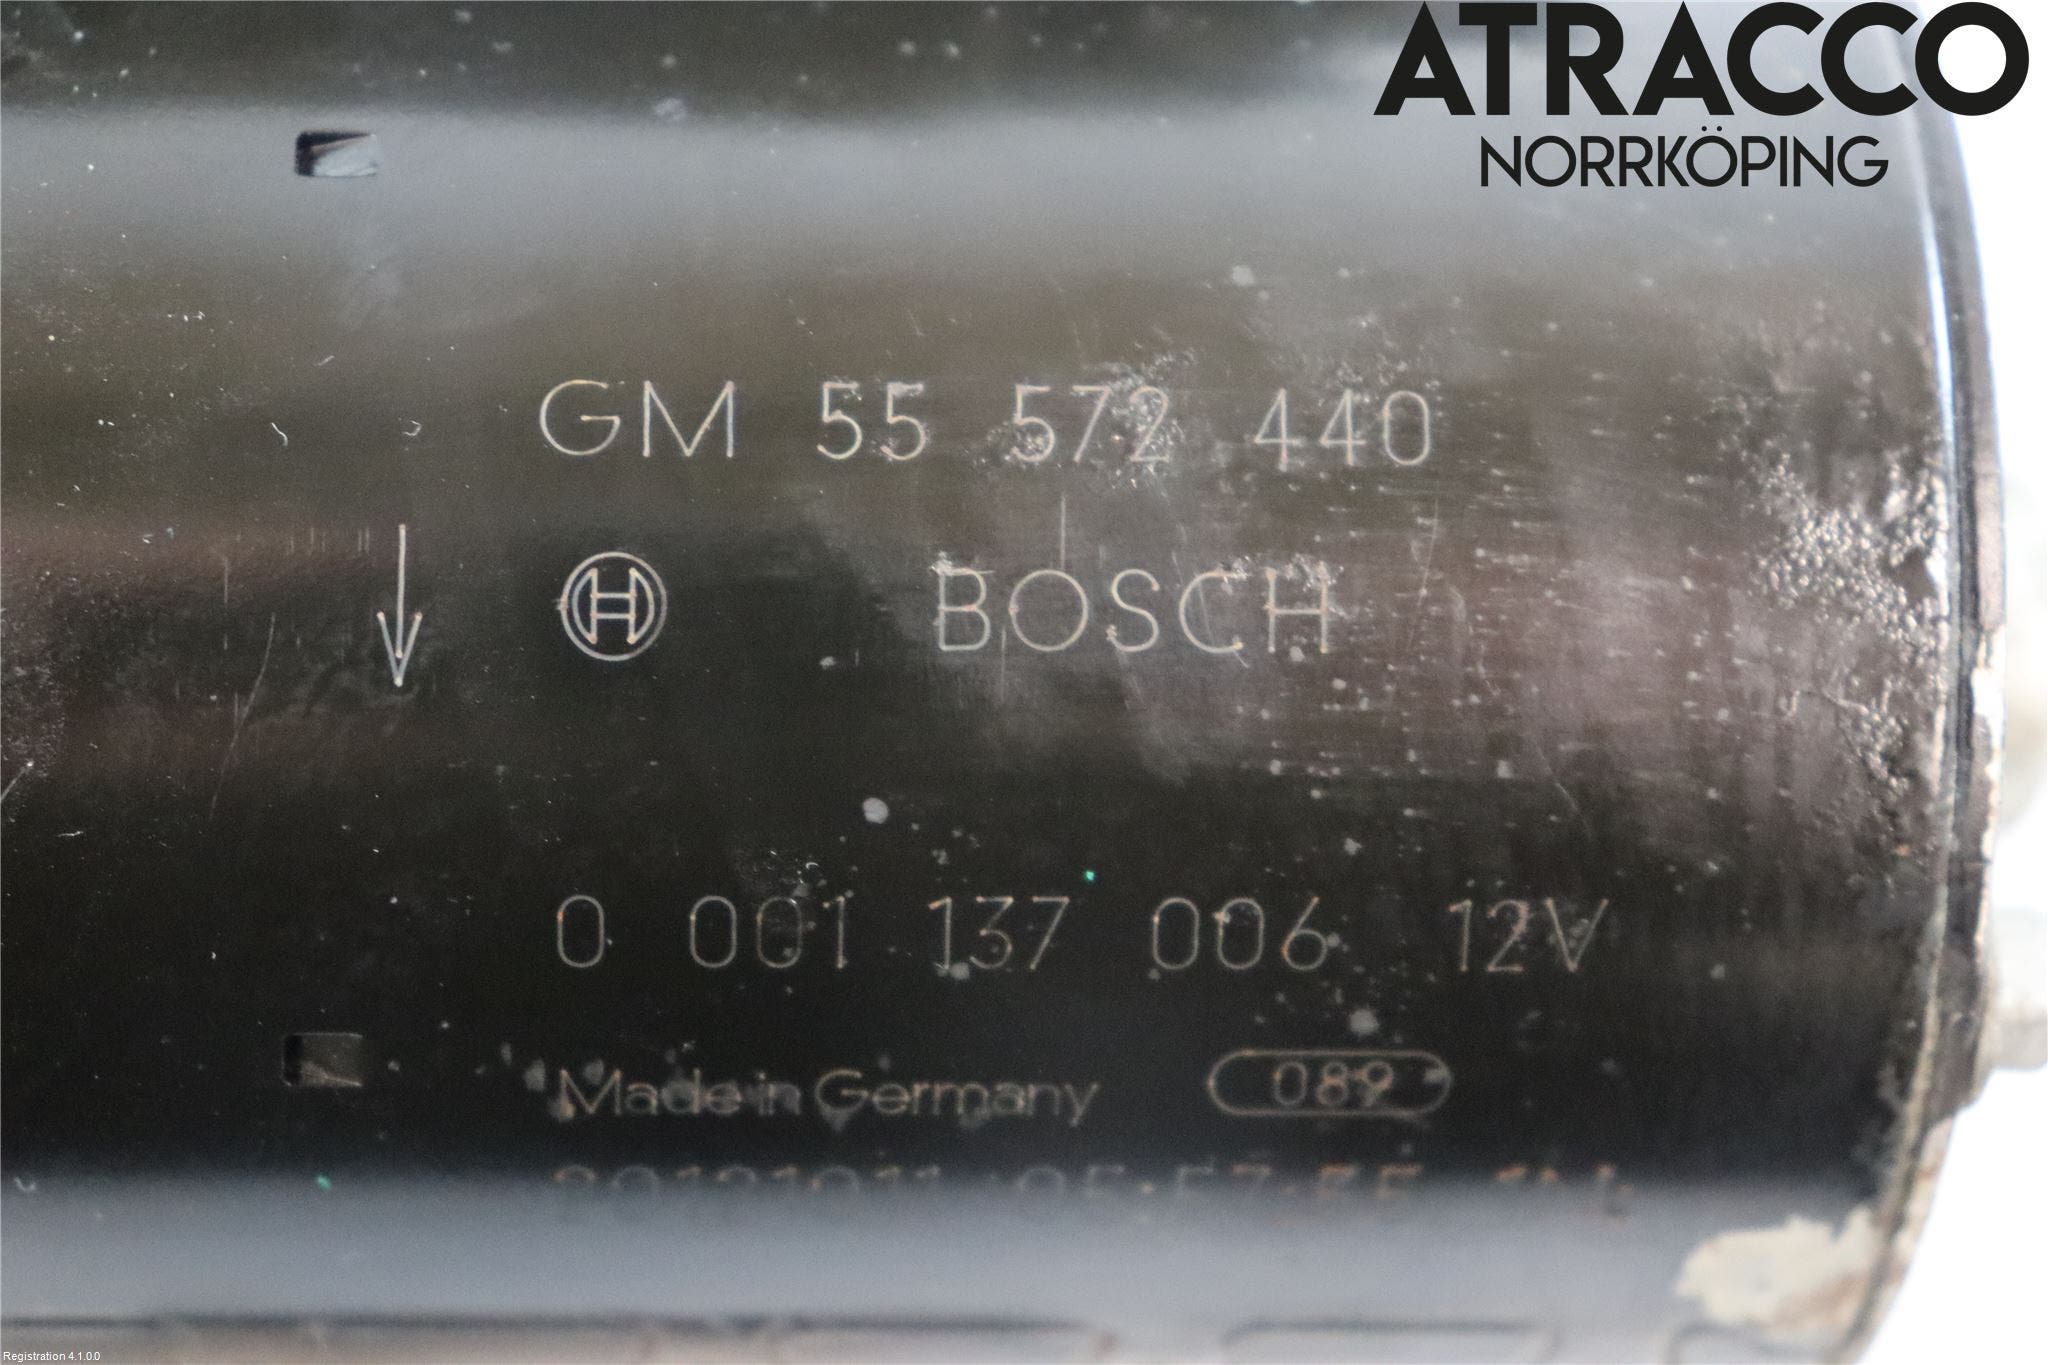 ATRACCO
NORRKÖPING
GM 55 572 440
BOSCH
0 001 137 006 12V
Made in Germany 089
Registration 4.1.0.0